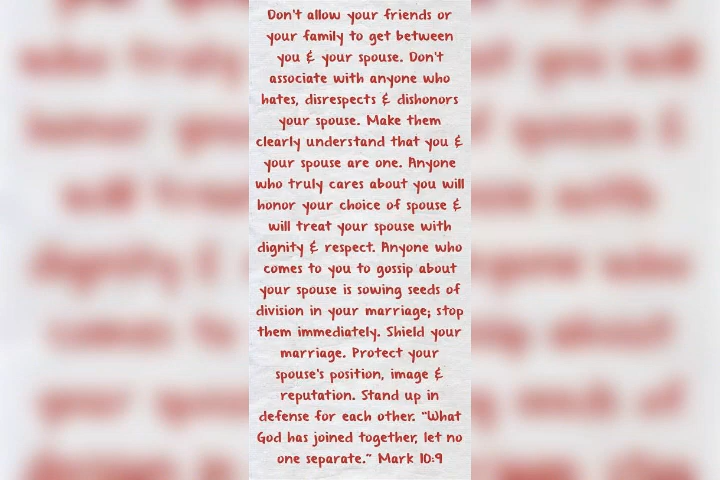 Don't allow your friends or
your family to get between
you & your spouse. Don't
associate with anyone who
hates, disrespects & dishonors
your spouse. Make them
clearly understand that you &
your spouse are one. Anyone
who truly cares about you will
honor your choice of spouse &
will treat your spouse with
dignity & respect. Anyone who
comes to you to gossip about
your spouse is sowing seeds of
division in your marriage; stop
them immediately. Shield your
marriage. Protect your
spouse's position, image &
reputation. Stand up in
defense for each other. "What
God has joined together, let no
one separate." Mark 10:9